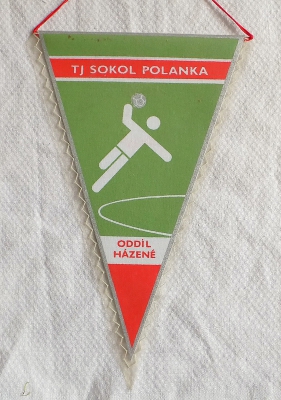 TJ SOKOL POLANKA
ODDÍL
HÁZENÉ